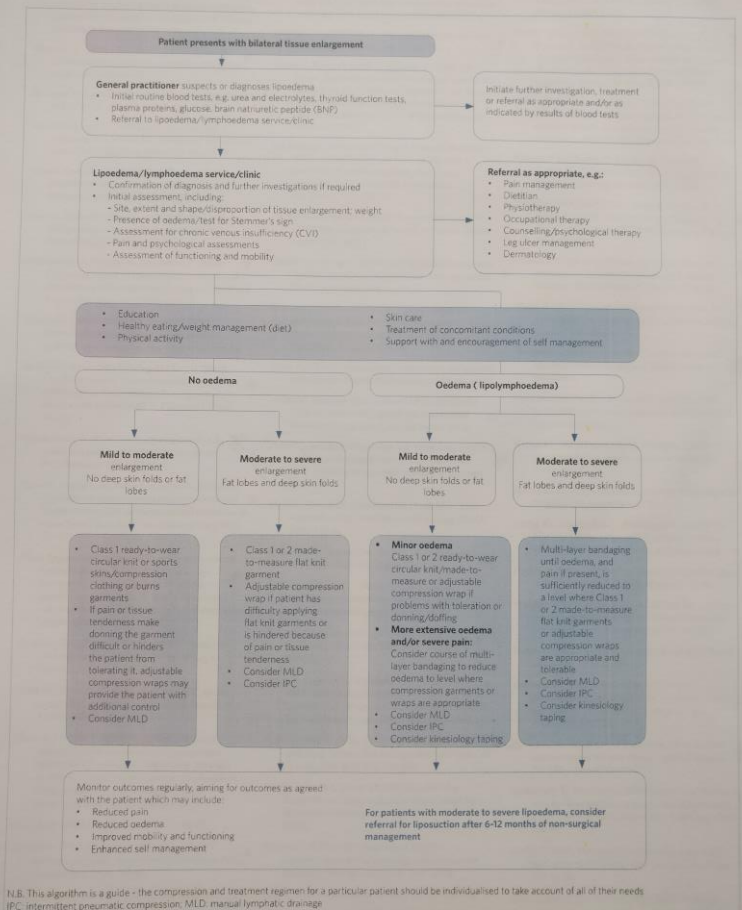 Patient presents with bilateral tissue enlargement
General practitioner suspects or diagnoses lipoedema
• Initial routine blood tests, e.g. urea and electrolytes, thyroid function tests,
plasma proteins, glucose, brain natriuretic peptide (BNP)
• Referral to lipoedema/lymphoedema service/clinic
Initiate further investigation, treatment
or referral as appropriate and/or as
indicated by results of blood tests
Lipoedema/lymphoedema service/clinic
• Confirmation of diagnosis and further investigations if required
• Initial assessment, including:
- Site, extent and shape/disproportion of tissue enlargement; weight
- Presence of oedema/test for Stemmer's sign
- Assessment for chronic venous insufficiency (CVI)
- Pain and psychological assessments
- Assessment of functioning and mobility
Referral as appropriate, e.g.:
• Pain management
• Dietitian
• Physiotherapy
• Occupational therapy
• Counselling/psychological therapy
• Leg ulcer management
• Dermatology
• Education
• Healthy eating/weight management (diet)
• Physical activity
• Skin care
• Treatment of concomitant conditions
• Support with and encouragement of self management
No oedema
Oedema ( lipolymphoedema)
Mild to moderate
enlargement
No deep skin folds or fat
lobes
Moderate to severe
enlargement
Fat lobes and deep skin folds
Mild to moderate
enlargement
No deep skin folds or fat
lobes
Moderate to severe
enlargement
Fat lobes and deep skin folds
• Class 1 ready-to-wear
circular knit or sports
skins/compression
clothing or burns
garments
• If pain or tissue
tenderness make
donning the garment
difficult or hinders
the patient from
tolerating it, adjustable
compression wraps may
provide the patient with
additional control
• Consider MLD
• Class 1 or 2 made-
to-measure flat knit
garment
• Adjustable compression
wrap if patient has
difficulty applying
flat knit garments or
is hindered because
of pain or tissue
tenderness
• Consider MLD
• Consider IPC
• Minor oedema
Class 1 or 2 ready-to-wear
circular knit/made-to-
measure or adjustable
compression wrap if
problems with toleration or
donning/doffing
• More extensive oedema
and/or severe pain:
Consider course of multi-
layer bandaging to reduce
oedema to level where
compression garments or
wraps are appropriate
• Consider MLD
• Consider IPC
• Consider kinesiology taping
• Multi-layer bandaging
until oedema, and
pain if present, is
sufficiently reduced to
a level where Class 1
or 2 made-to-measure
flat knit garments
or adjustable
compression wraps
are appropriate and
tolerable
• Consider MLD
• Consider IPC
• Consider kinesiology
taping
Monitor outcomes regularly, aiming for outcomes as agreed
with the patient which may include:
• Reduced pain
• Reduced oedema
• Improved mobility and functioning
• Enhanced self management
For patients with moderate to severe lipoedema, consider
referral for liposuction after 6-12 months of non-surgical
management
N.B. This algorithm is a guide - the compression and treatment regimen for a particular patient should be individualised to take account of all of their needs
IPC: intermittent pneumatic compression; MLD: manual lymphatic drainage